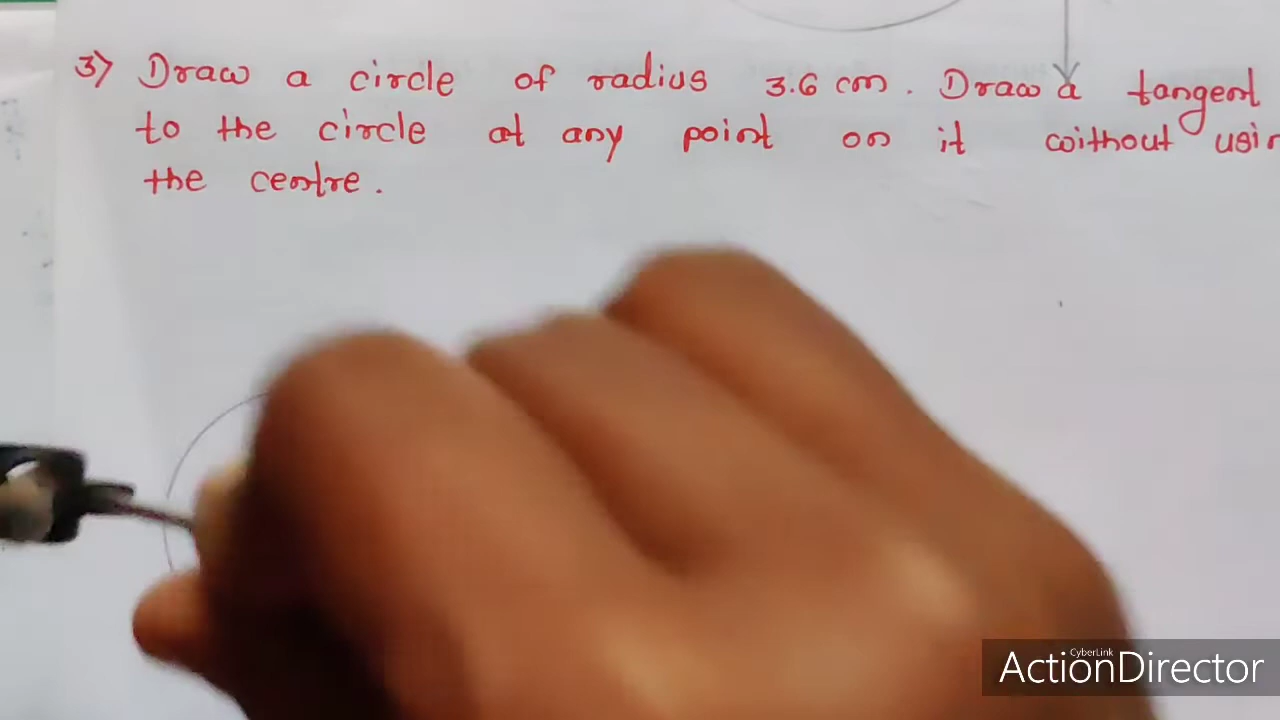 3) Draw a circle of radius 3.6 cm. Draw a tangent
to the circle at any point on it without usin
the centre.
CyberLink
ActionDirector